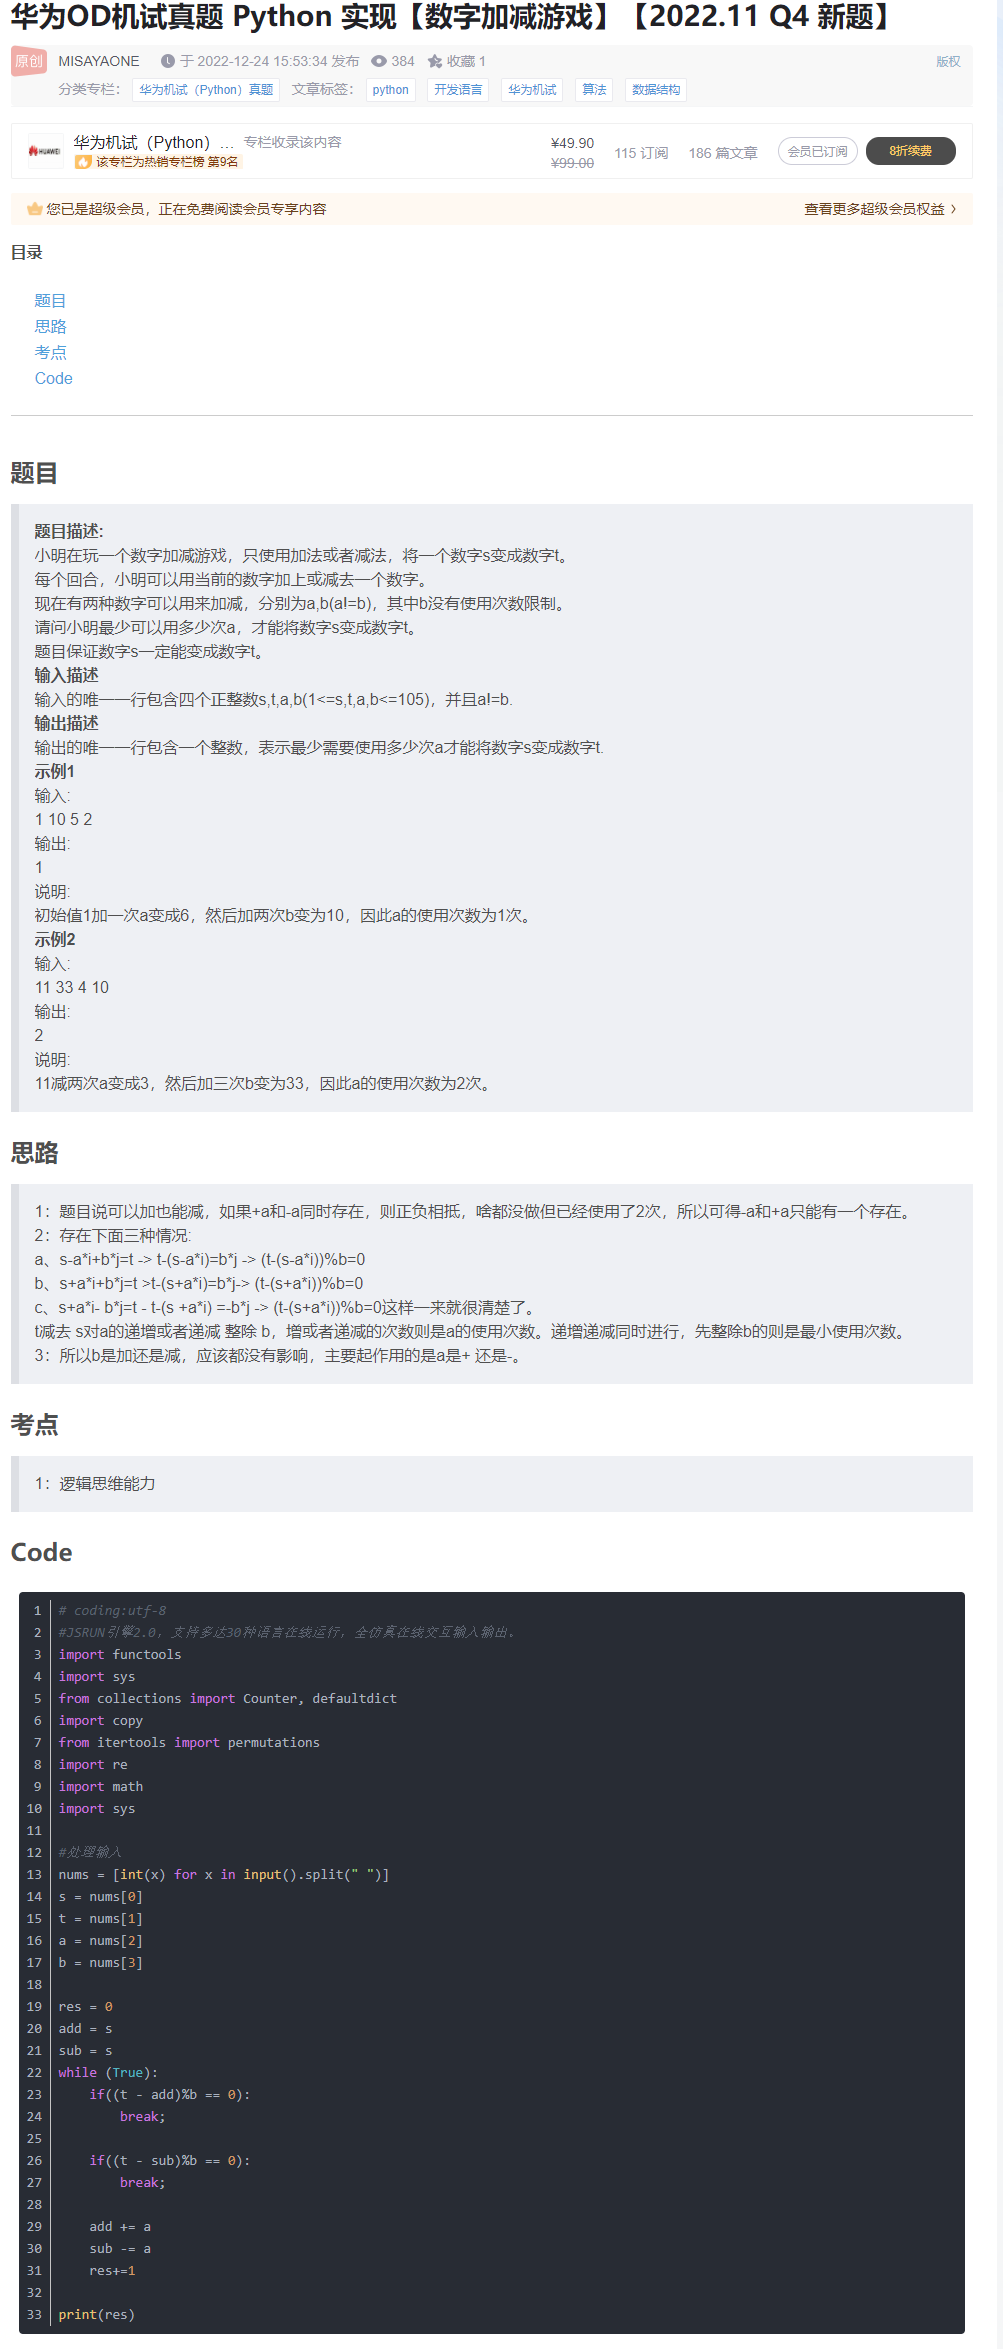 华为OD机试真题 Python 实现【数字加减游戏】【2022.11 Q4 新题】
原创 MISAYAONE 于 2022-12-24 15:53:34 发布 384 收藏 1 版权
分类专栏： 华为机试（Python）真题 文章标签： python 开发语言 华为机试 算法 数据结构
HUAWEI 华为机试（Python）... 专栏收录该内容 ¥49.90 115 订阅 186 篇文章 会员已订阅 8折续费
该专栏为热销专栏榜 第9名 ¥99.00
您已是超级会员，正在免费阅读会员专享内容 查看更多超级会员权益 >
目录
题目
思路
考点
Code
题目
题目描述:
小明在玩一个数字加减游戏，只使用加法或者减法，将一个数字s变成数字t。
每个回合，小明可以用当前的数字加上或减去一个数字。
现在有两种数字可以用来加减，分别为a,b(a!=b)，其中b没有使用次数限制。
请问小明最少可以用多少次a，才能将数字s变成数字t。
题目保证数字s一定能变成数字t。
输入描述
输入的唯一一行包含四个正整数s,t,a,b(1<=s,t,a,b<=105)，并且a!=b.
输出描述
输出的唯一一行包含一个整数，表示最少需要使用多少次a才能将数字s变成数字t.
示例1
输入:
1 10 5 2
输出:
1
说明:
初始值1加一次a变成6，然后加两次b变为10，因此a的使用次数为1次。
示例2
输入:
11 33 4 10
输出:
2
说明:
11减两次a变成3，然后加三次b变为33，因此a的使用次数为2次。
思路
1：题目说可以加也能减，如果+a和-a同时存在，则正负相抵，啥都没做但已经使用了2次，所以可得-a和+a只能有一个存在。
2：存在下面三种情况:
a、s-a*i+b*j=t -> t-(s-a*i)=b*j -> (t-(s-a*i))%b=0
b、s+a*i+b*j=t >t-(s+a*i)=b*j-> (t-(s+a*i))%b=0
c、s+a*i- b*j=t - t-(s +a*i) =-b*j -> (t-(s+a*i))%b=0这样一来就很清楚了。
t减去 s对a的递增或者递减 整除 b，增或者递减的次数则是a的使用次数。递增递减同时进行，先整除b的则是最小使用次数。
3：所以b是加还是减，应该都没有影响，主要起作用的是a是+ 还是-。
考点
1：逻辑思维能力
Code
1 # coding:utf-8
2 #JSRUN引擎2.0，支持多达30种语言在线运行，全仿真在线交互输入输出。
3 import functools
4 import sys
5 from collections import Counter, defaultdict
6 import copy
7 from itertools import permutations
8 import re
9 import math
10 import sys
11
12 #处理输入
13 nums = [int(x) for x in input().split(" ")]
14 s = nums[0]
15 t = nums[1]
16 a = nums[2]
17 b = nums[3]
18
19 res = 0
20 add = s
21 sub = s
22 while (True):
23     if((t - add)%b == 0):
24         break;
25
26     if((t - sub)%b == 0):
27         break;
28
29     add += a
30     sub -= a
31     res+=1
32
33 print(res)